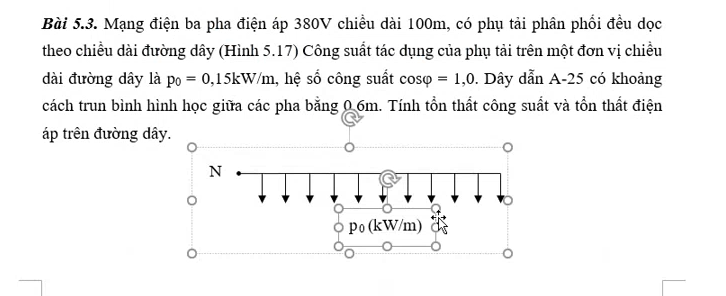 Bài 5.3. Mạng điện ba pha điện áp 380V chiều dài 100m, có phụ tải phân phối đều dọc
theo chiều dài đường dây (Hình 5.17) Công suất tác dụng của phụ tải trên một đơn vị chiều
dài đường dây là p₀ = 0,15kW/m, hệ số công suất cosφ = 1,0. Dây dẫn A-25 có khoảng
cách trun bình hình học giữa các pha bằng 0,6m. Tính tổn thất công suất và tổn thất điện
áp trên đường dây.
N
p₀ (kW/m)